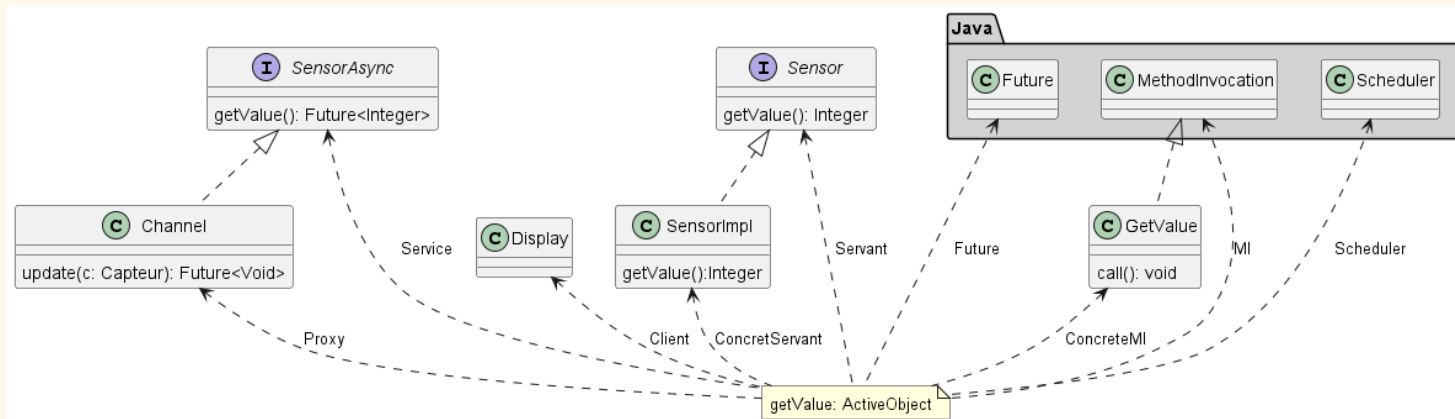 Java
I SensorAsync
getValue(): Future<Integer>
I Sensor
getValue(): Integer
C Future
C MethodInvocation
C Scheduler
C Channel
update(c: Capteur): Future<Void>
C Display
C SensorImpl
getValue():Integer
C GetValue
call(): void
Service
Servant
Future
MI
Scheduler
Proxy
Client
ConcretServant
ConcreteMI
getValue: ActiveObject